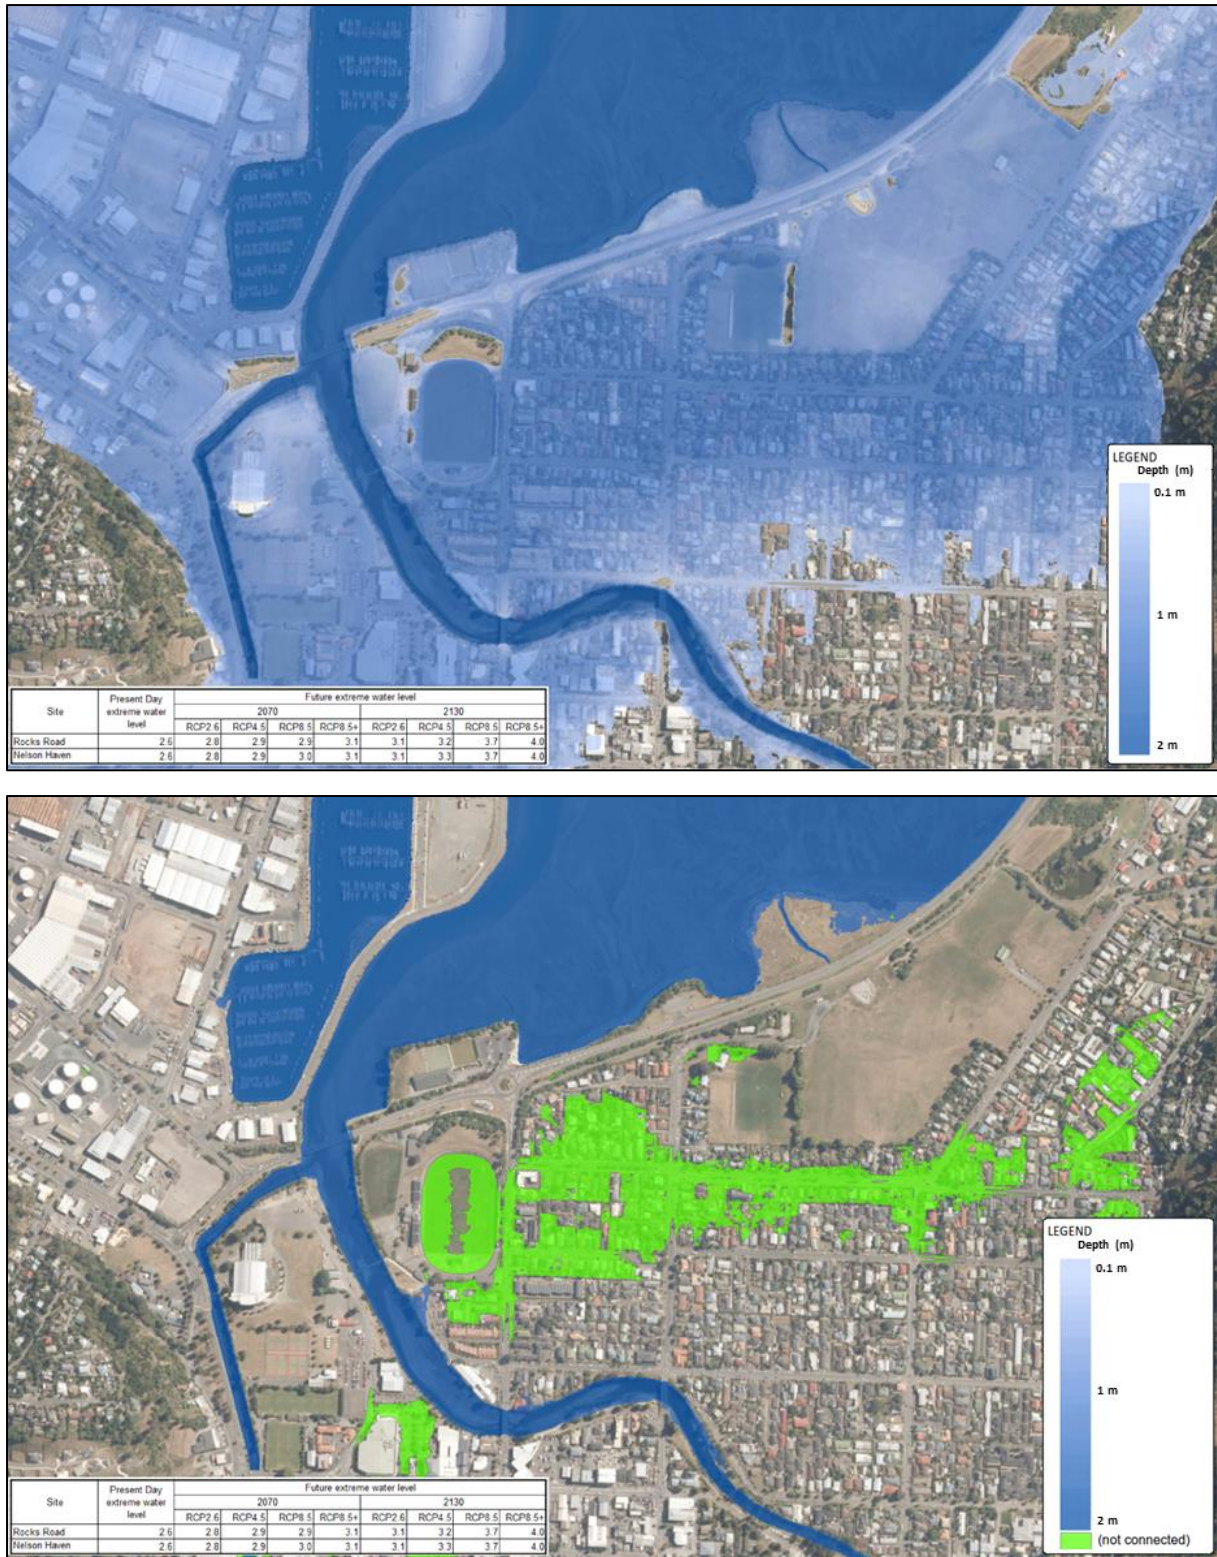 LEGEND
Depth (m)
0.1 m
1 m
2 m
Site Present Day extreme water level Future extreme water level
2070 2130
RCP2.6 RCP4.5 RCP8.5 RCP8.5+ RCP2.6 RCP4.5 RCP8.5 RCP8.5+
Rocks Road 2.6 2.8 2.9 2.9 3.1 3.1 3.2 3.7 4.0
Nelson Haven 2.6 2.8 2.9 3.0 3.1 3.1 3.3 3.7 4.0
LEGEND
Depth (m)
0.1 m
1 m
2 m
(not connected)
Site Present Day extreme water level Future extreme water level
2070 2130
RCP2.6 RCP4.5 RCP8.5 RCP8.5+ RCP2.6 RCP4.5 RCP8.5 RCP8.5+
Rocks Road 2.6 2.8 2.9 2.9 3.1 3.1 3.2 3.7 4.0
Nelson Haven 2.6 2.8 2.9 3.0 3.1 3.1 3.3 3.7 4.0